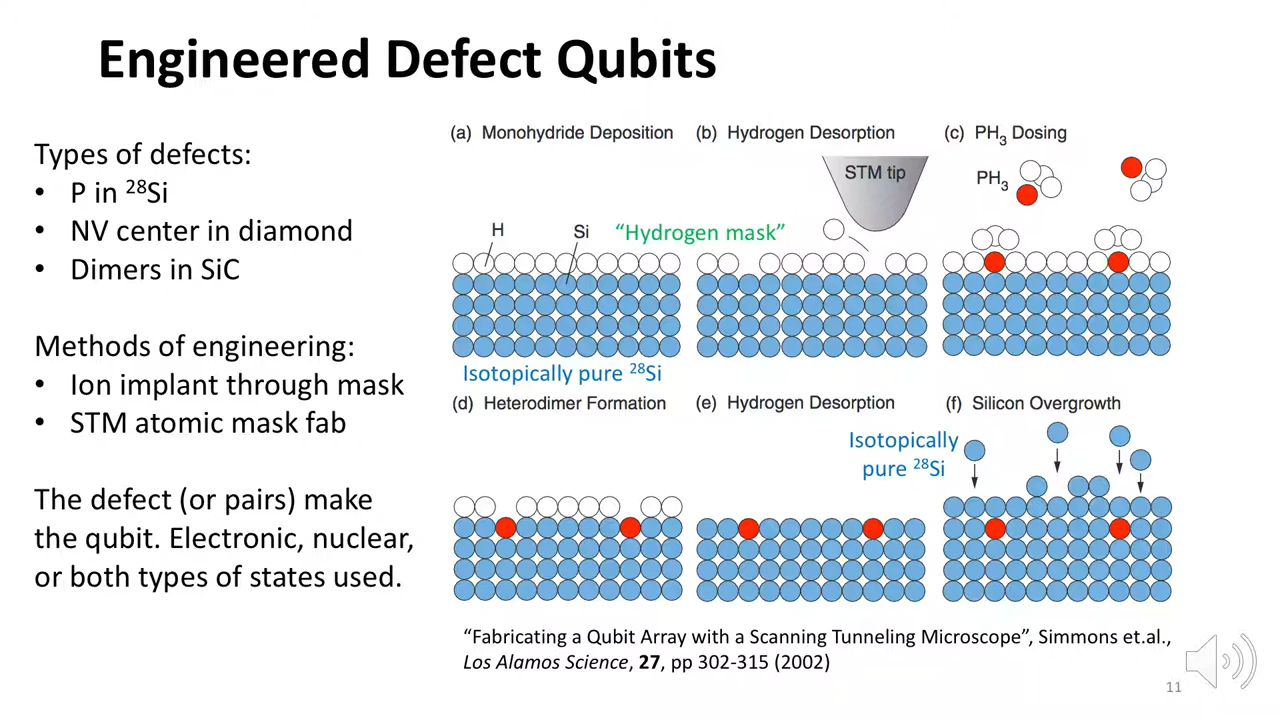 Engineered Defect Qubits
Types of defects:
• P in ²⁸Si
• NV center in diamond
• Dimers in SiC
Methods of engineering:
• Ion implant through mask
• STM atomic mask fab
The defect (or pairs) make
the qubit. Electronic, nuclear,
or both types of states used.
(a) Monohydride Deposition
H
Si
Isotopically pure ²⁸Si
(b) Hydrogen Desorption
STM tip
“Hydrogen mask”
(c) PH₃ Dosing
PH₃
(d) Heterodimer Formation
(e) Hydrogen Desorption
(f) Silicon Overgrowth
Isotopically
pure ²⁸Si
“Fabricating a Qubit Array with a Scanning Tunneling Microscope”, Simmons et.al.,
Los Alamos Science, 27, pp 302-315 (2002)
11